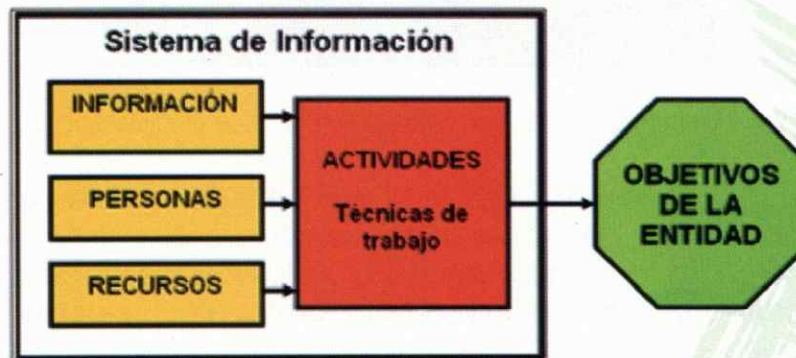 Sistema de Información
INFORMACIÓN
PERSONAS
RECURSOS
ACTIVIDADES
Técnicas de
trabajo
OBJETIVOS
DE LA
ENTIDAD